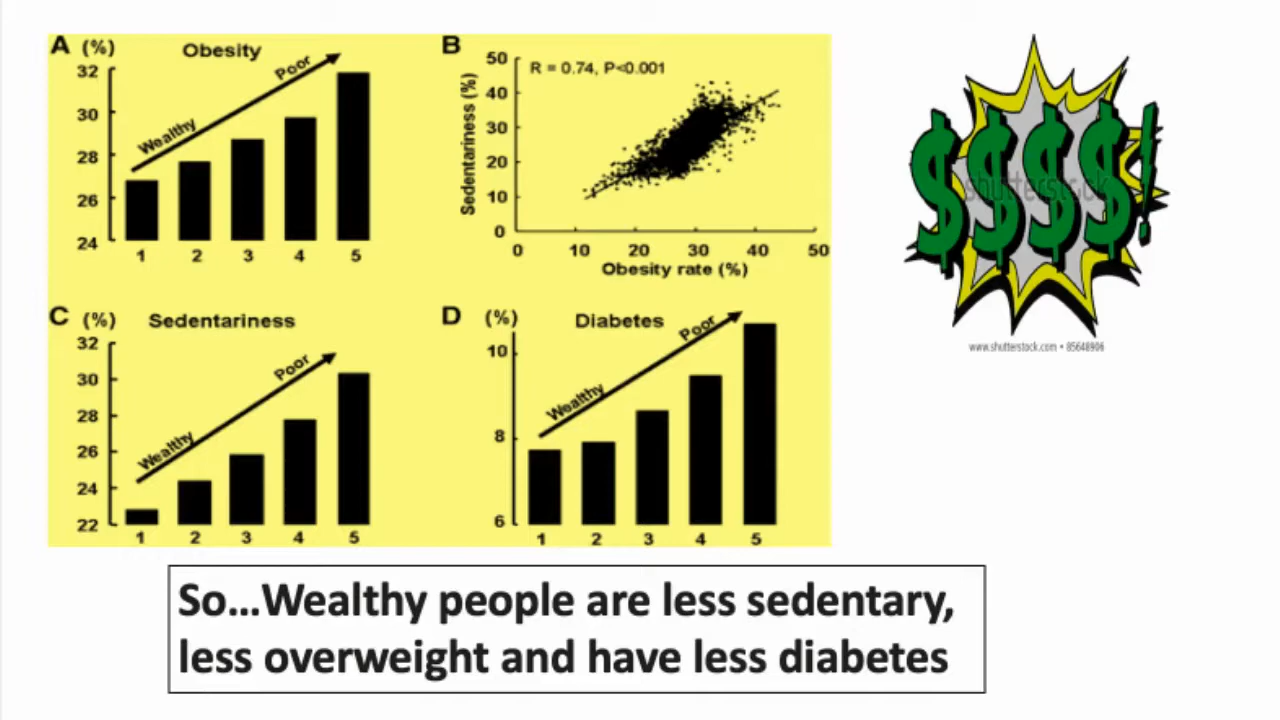 A (%) Obesity
32
30
28
26
24
Wealthy
Poor
1 2 3 4 5
B
R = 0.74, P<0.001
Sedentariness (%)
50
40
30
20
10
0
0 10 20 30 40 50
Obesity rate (%)
C (%) Sedentariness
32
30
28
26
24
22
Wealthy
Poor
1 2 3 4 5
D (%) Diabetes
10
8
6
Wealthy
Poor
1 2 3 4 5
$$$$!
shutterstock
www.shutterstock.com • 85648906
So...Wealthy people are less sedentary,
less overweight and have less diabetes